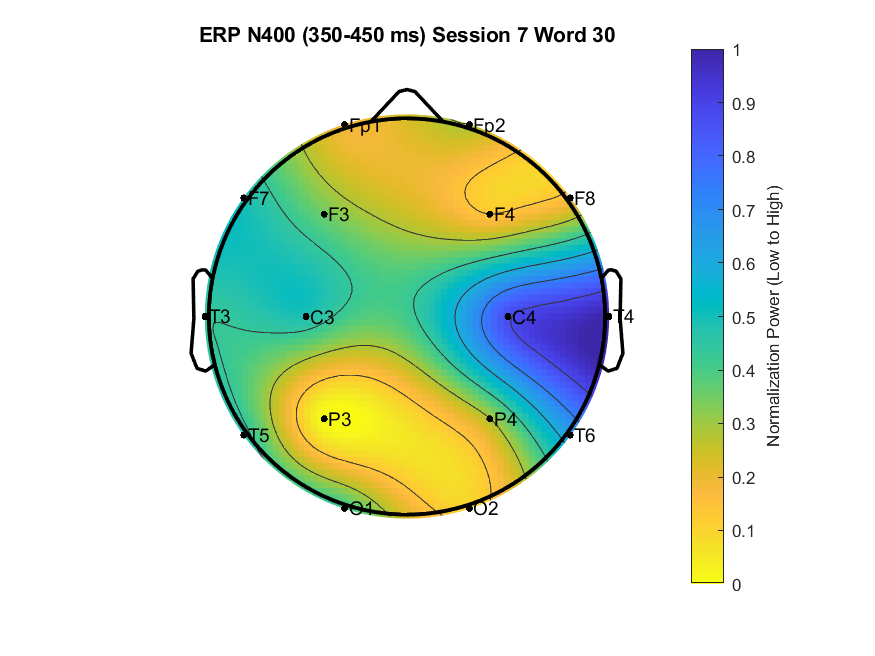 ERP N400 (350-450 ms) Session 7 Word 30
Fp1
Fp2
F7
F3
F4
F8
T3
C3
C4
T4
P3
P4
T5
T6
O1
O2
1
0.9
0.8
0.7
0.6
0.5
0.4
0.3
0.2
0.1
0
Normalization Power (Low to High)